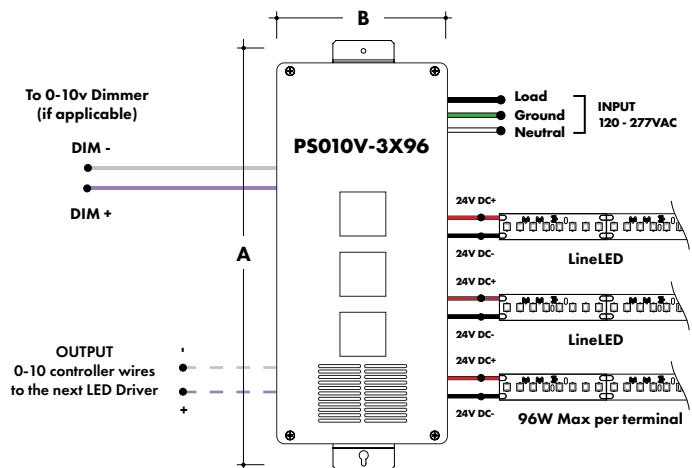 B
To 0-10v Dimmer
(if applicable)
DIM -
DIM +
A
PS010V-3X96
Load
Ground
Neutral
INPUT
120 - 277VAC
24V DC+
24V DC-
LineLED
24V DC+
24V DC-
LineLED
24V DC+
24V DC-
96W Max per terminal
OUTPUT
0-10 controller wires
to the next LED Driver
-
+